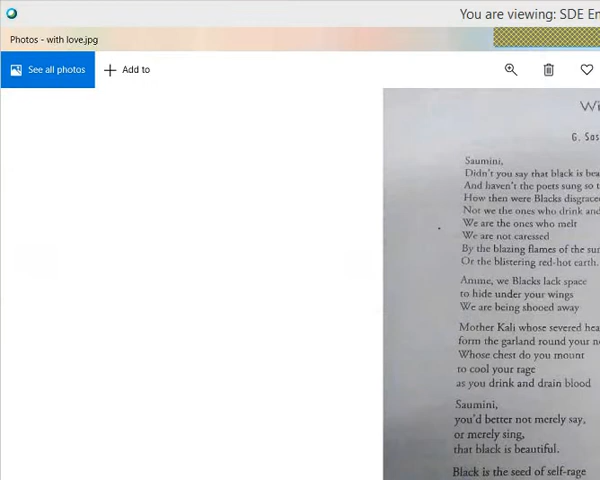 You are viewing: SDE En
Photos - with love.jpg
See all photos
Add to
Wi
G. Sas
Saumini,
Didn't you say that black is bea
And haven't the poets sung so t
How then were Blacks disgraced
Not we the ones who drink and
We are the ones who melt
We are not caressed
By the blazing flames of the sun
Or the blistering red-hot earth.
Anime, we Blacks lack space
to hide under your wings
We are being shooed away
Mother Kali whose severed hea
form the garland round your ne
Whose chest do you mount
to cool your rage
as you drink and drain blood
Saumini,
you'd better not merely say,
or merely sing,
that black is beautiful.
Black is the seed of self-rage